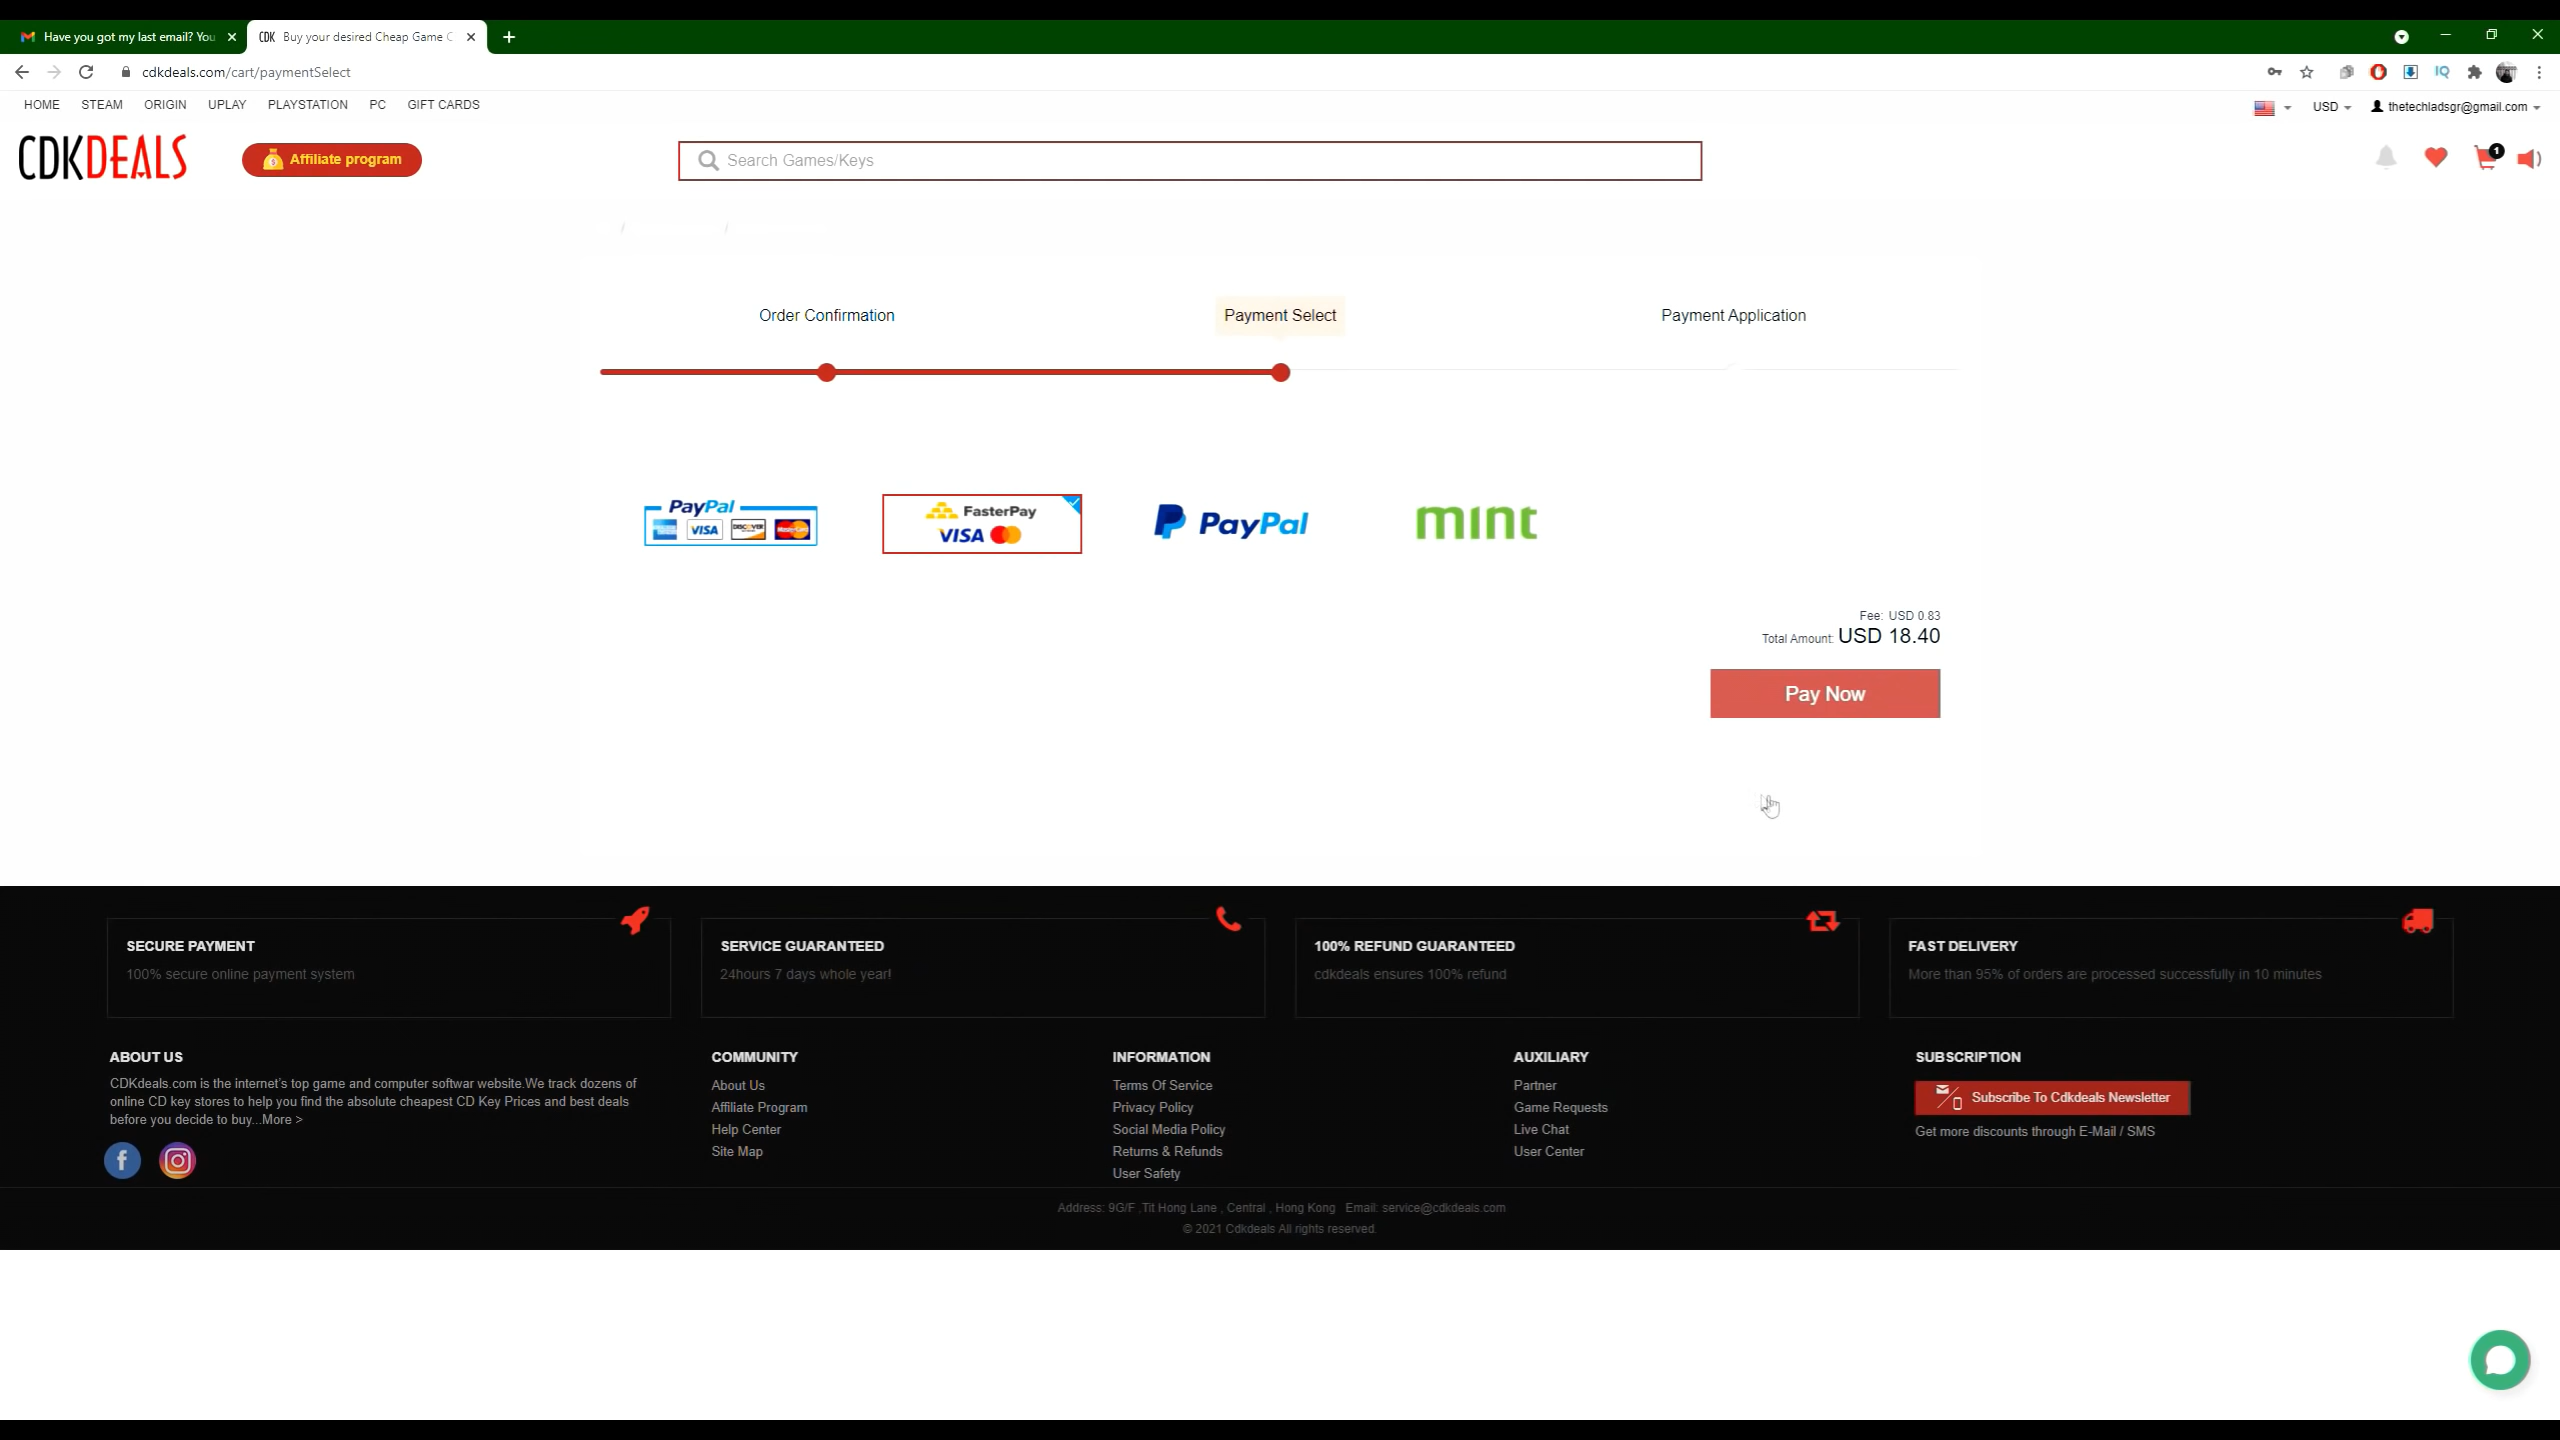 Have you got my last email? You
CDK Buy your desired Cheap Game C
cdkdeals.com/cart/paymentSelect
IQ
HOME STEAM ORIGIN UPLAY PLAYSTATION PC GIFT CARDS
USD thetechladsgr@gmail.com
CDKDEALS
Affiliate program
Search Games/Keys
1
Order Confirmation
Payment Select
Payment Application
PayPal
VISA DISCOVER MasterCard
FasterPay
VISA
PayPal
mint
Fee: USD 0.83
Total Amount: USD 18.40
Pay Now
SECURE PAYMENT
100% secure online payment system
SERVICE GUARANTEED
24hours 7 days whole year!
100% REFUND GUARANTEED
cdkdeals ensures 100% refund
FAST DELIVERY
More than 95% of orders are processed successfully in 10 minutes
ABOUT US
CDKdeals.com is the internet's top game and computer softwar website.We track dozens of
online CD key stores to help you find the absolute cheapest CD Key Prices and best deals
before you decide to buy...More >
COMMUNITY
About Us
Affiliate Program
Help Center
Site Map
INFORMATION
Terms Of Service
Privacy Policy
Social Media Policy
Returns & Refunds
User Safety
AUXILIARY
Partner
Game Requests
Live Chat
User Center
SUBSCRIPTION
Subscribe To Cdkdeals Newsletter
Get more discounts through E-Mail / SMS
Address: 9G/F ,Tit Hong Lane , Central , Hong Kong Email: service@cdkdeals.com
© 2021 Cdkdeals All rights reserved.